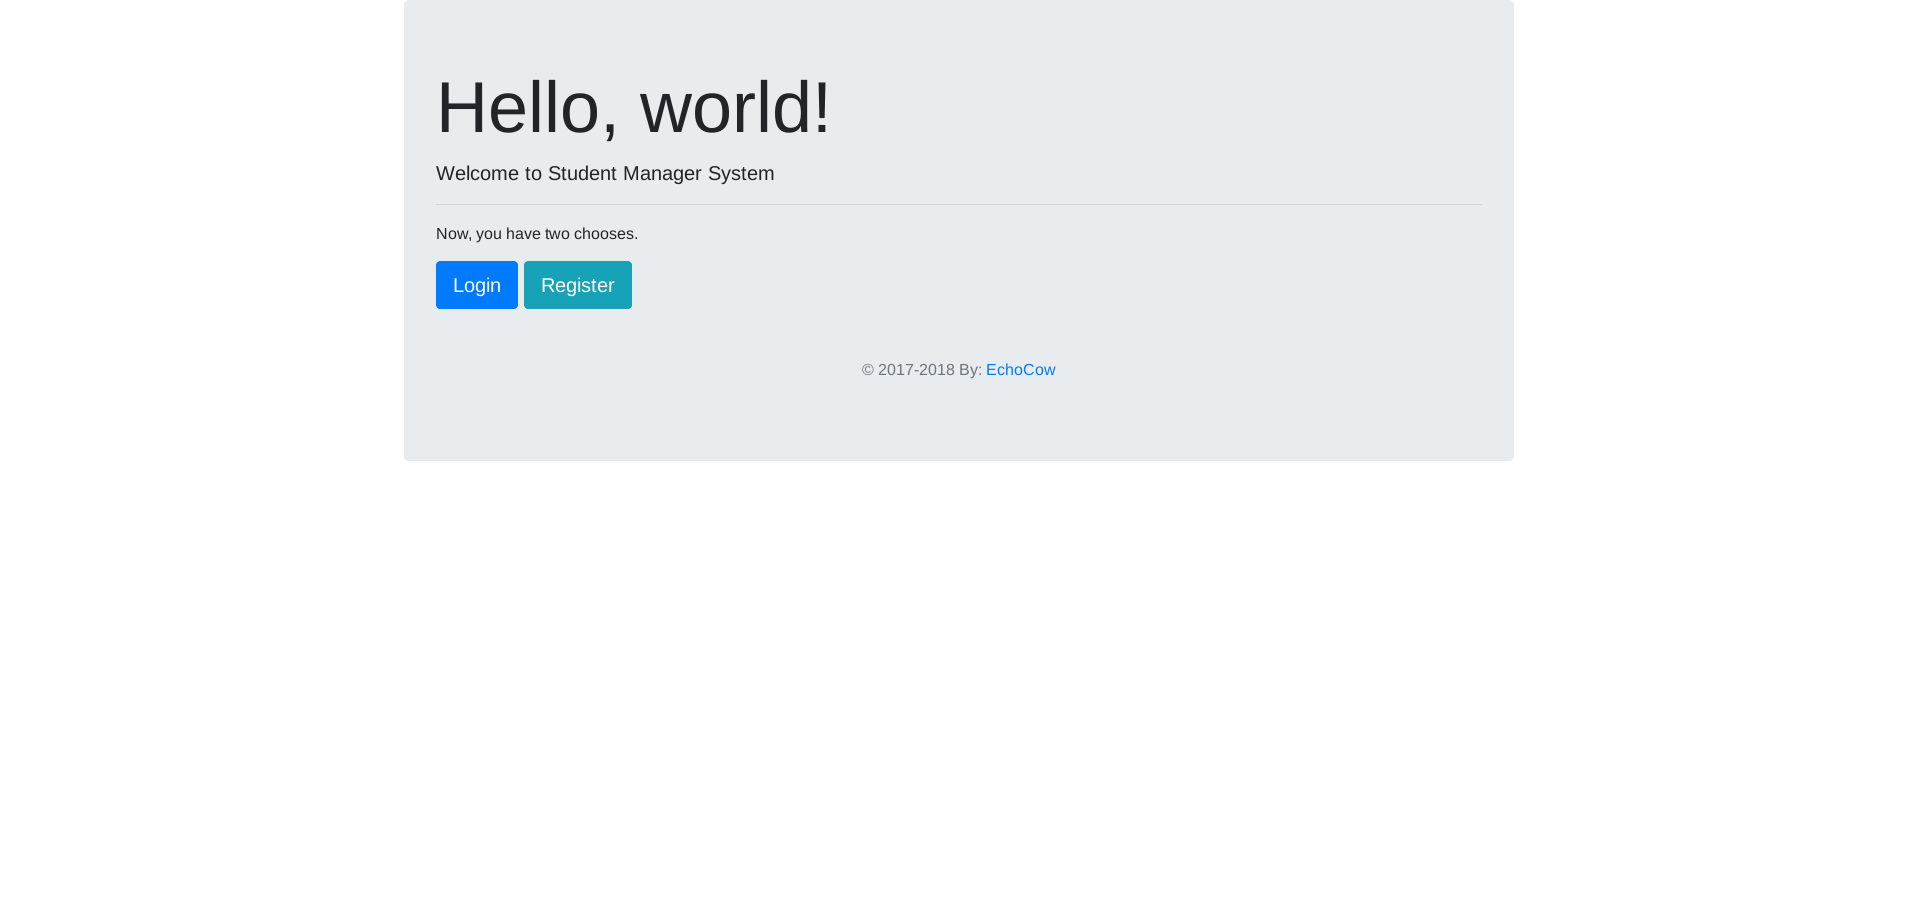 Hello, world!
Welcome to Student Manager System
Now, you have two chooses.
Login Register
© 2017-2018 By: EchoCow